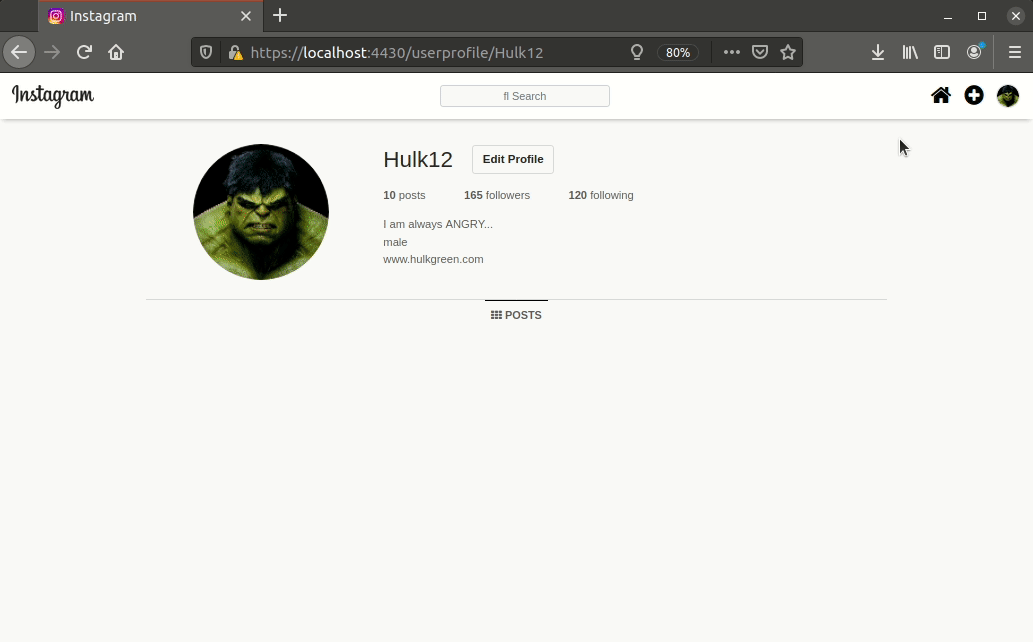 Instagram
https://localhost:4430/userprofile/Hulk12
80%
Instagram
fl Search
Hulk12
Edit Profile
10 posts 165 followers 120 following
I am always ANGRY...
male
www.hulkgreen.com
POSTS